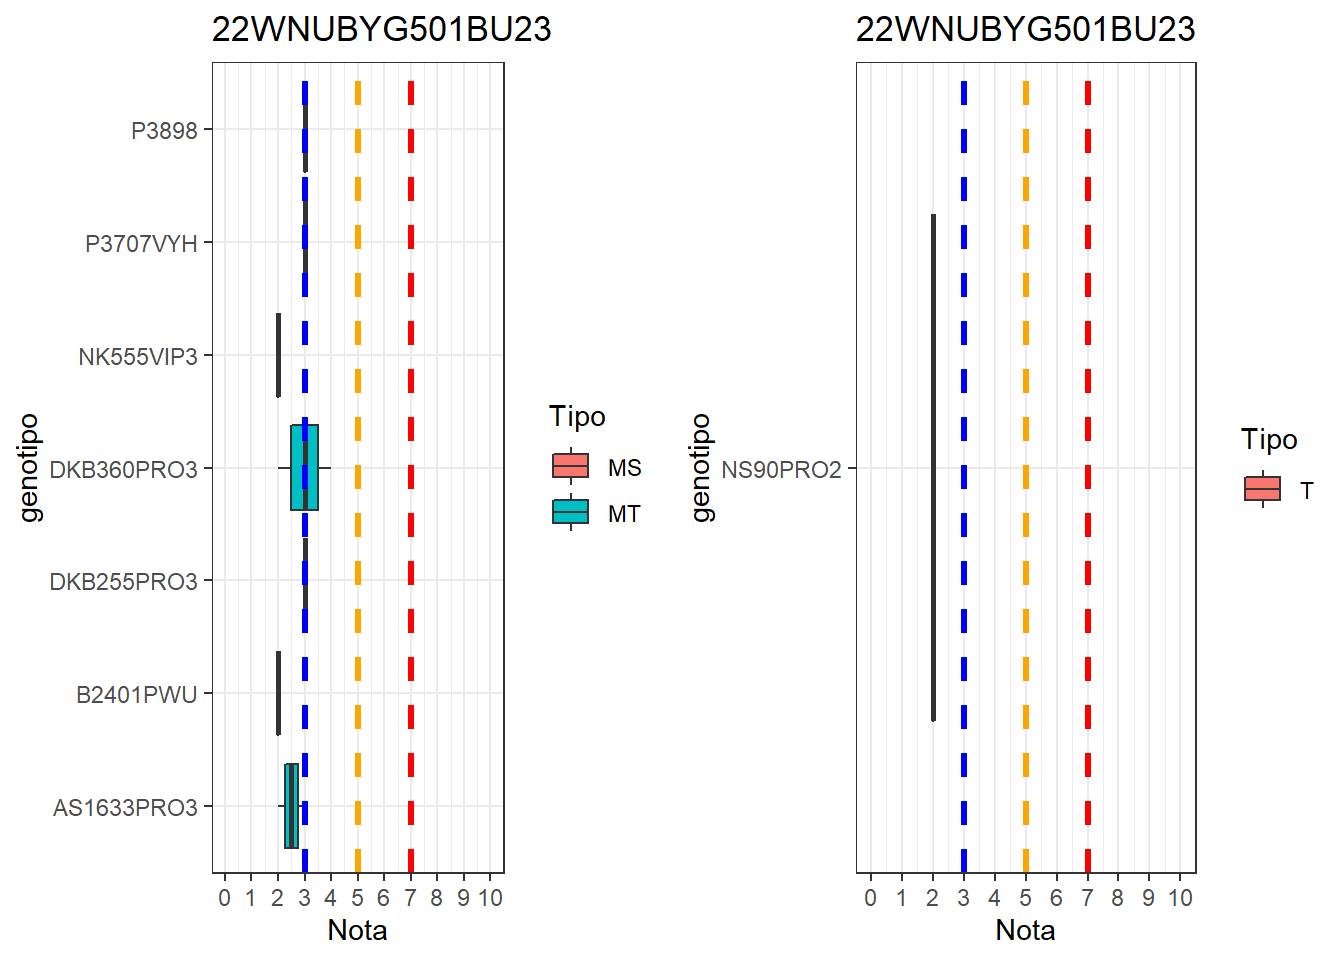 22WNUBYG501BU23
genotipo
P3898
P3707VYH
NK555VIP3
DKB360PRO3
DKB255PRO3
B2401PWU
AS1633PRO3
0 1 2 3 4 5 6 7 8 9 10
Nota
Tipo
MS
MT
22WNUBYG501BU23
genotipo
NS90PRO2
0 1 2 3 4 5 6 7 8 9 10
Nota
Tipo
T